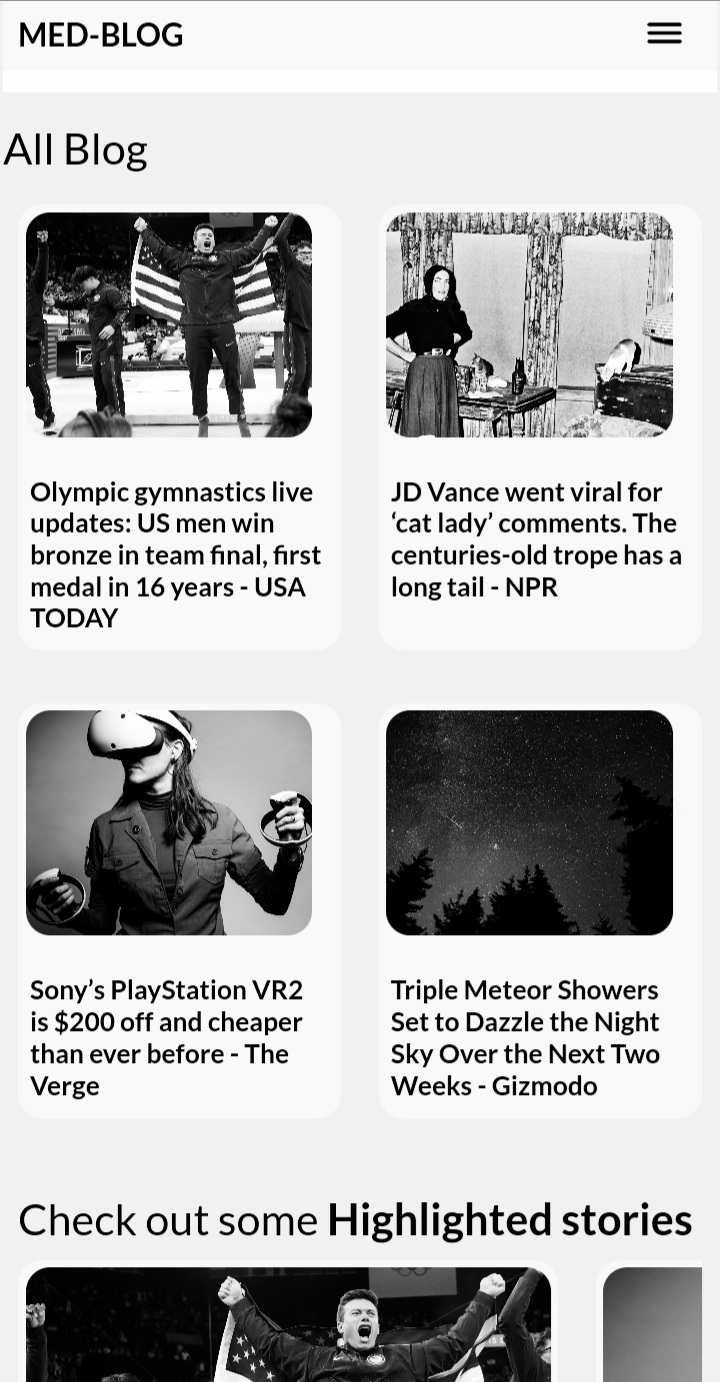 MED-BLOG
All Blog
Olympic gymnastics live
updates: US men win
bronze in team final, first
medal in 16 years - USA
TODAY
JD Vance went viral for
‘cat lady’ comments. The
centuries-old trope has a
long tail - NPR
Sony’s PlayStation VR2
is $200 off and cheaper
than ever before - The
Verge
Triple Meteor Showers
Set to Dazzle the Night
Sky Over the Next Two
Weeks - Gizmodo
Check out some Highlighted stories